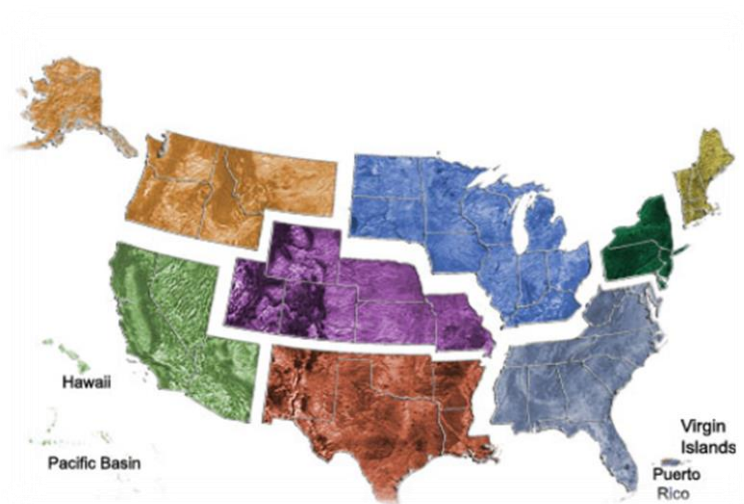 Hawaii
Pacific Basin
Virgin
Islands
Puerto
Rico